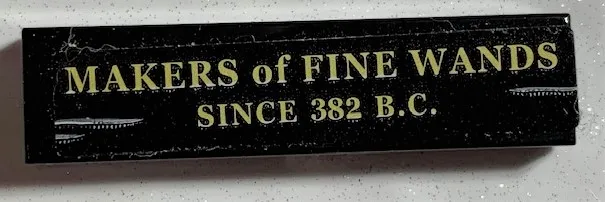 MAKERS of FINE WANDS
SINCE 382 B.C.